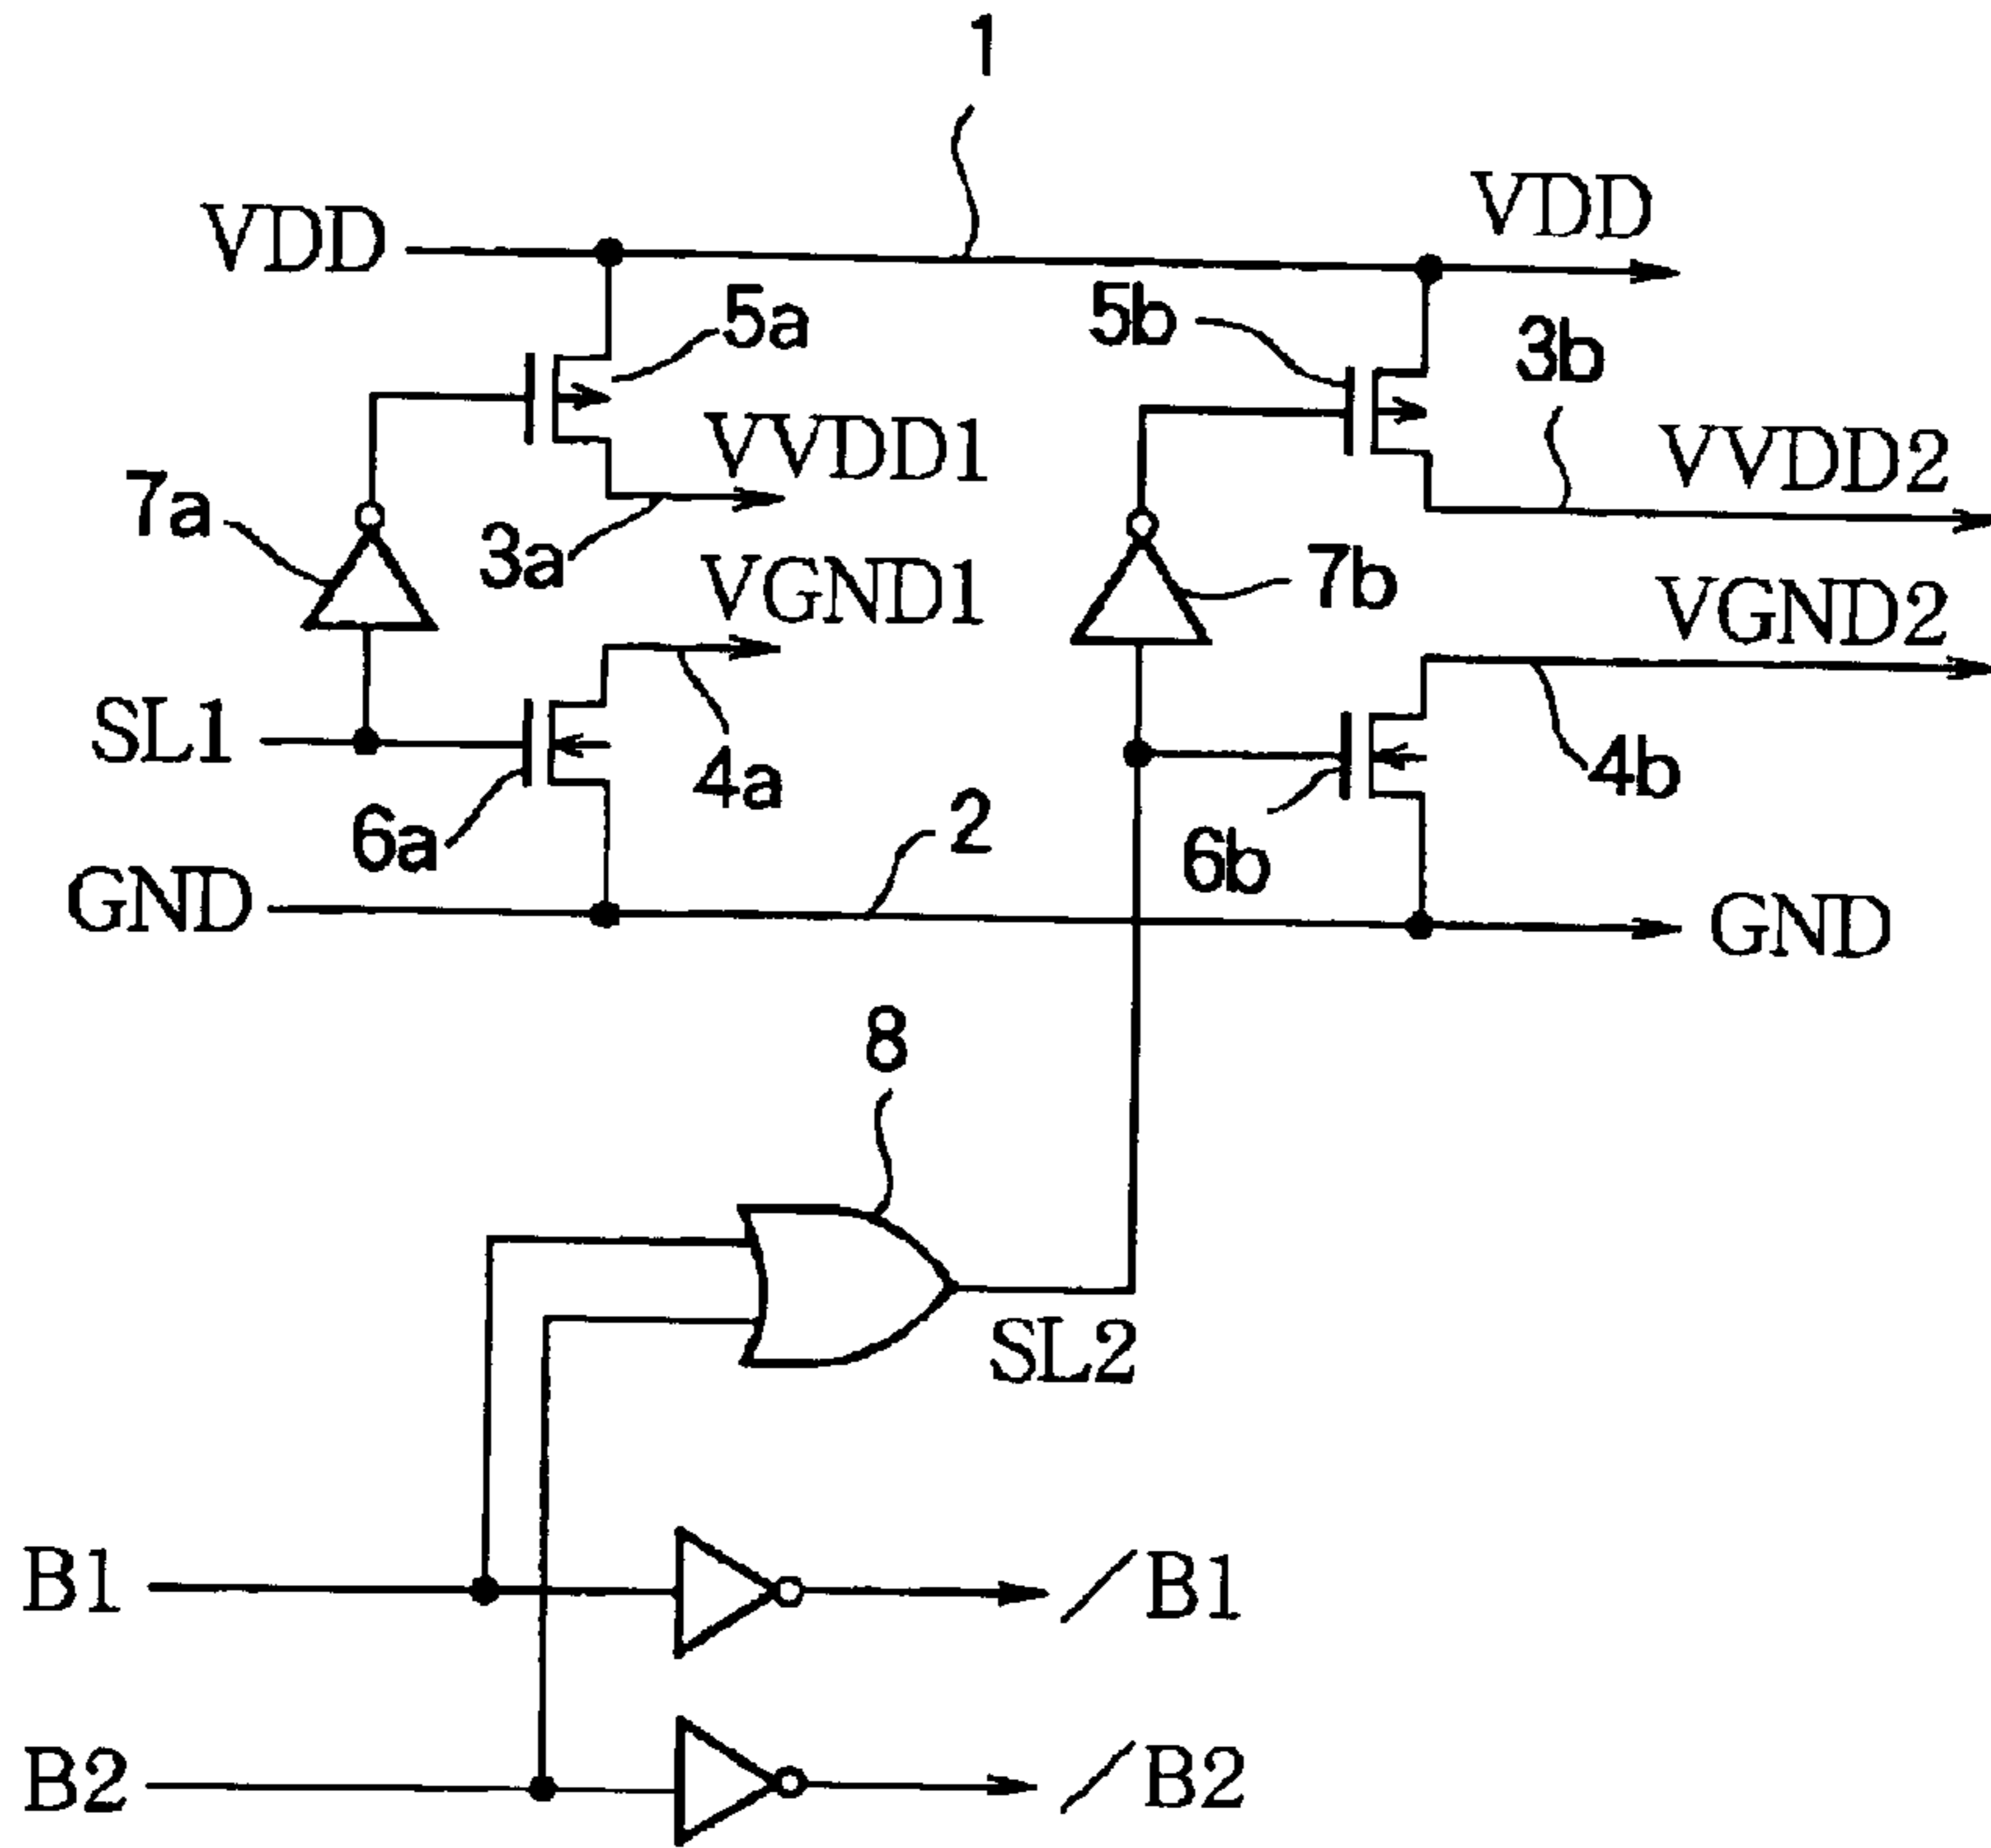 1
VDD
VDD
5a
5b
3b
VVDD1
VVDD2
7a
3a
VGND1
7b
VGND2
SL1
4a
4b
6a
2
6b
GND
GND
8
SL2
B1
/B1
B2
/B2